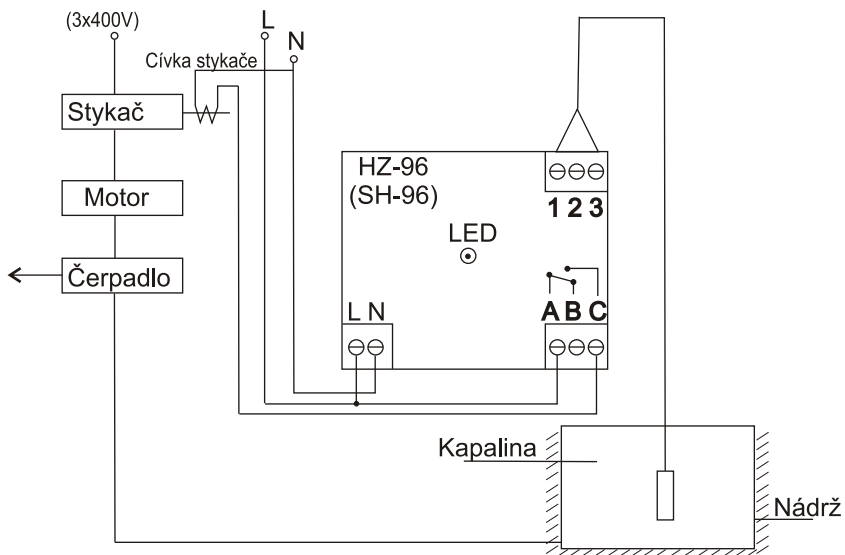 (3x400V)
L
N
Cívka stykače
Stykač
Motor
Čerpadlo
HZ-96
(SH-96)
1 2 3
LED
A B C
L N
Kapalina
Nádrž